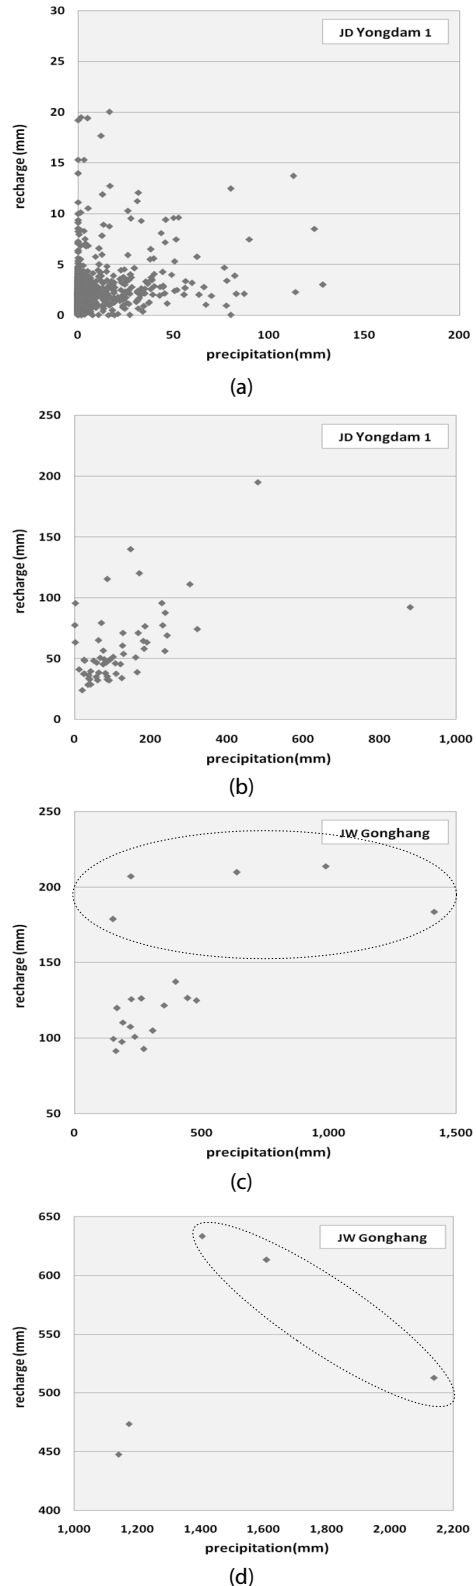 30
JD Yongdam 1
25
20
15
10
5
0
recharge (mm)
0 50 100 150 200
precipitation(mm)
(a)
250
JD Yongdam 1
200
150
100
50
0
recharge (mm)
0 200 400 600 800 1,000
precipitation(mm)
(b)
250
JW Gonghang
200
150
100
50
recharge (mm)
0 500 1,000 1,500
precipitation(mm)
(c)
650
JW Gonghang
600
550
500
450
400
recharge (mm)
1,000 1,200 1,400 1,600 1,800 2,000 2,200
precipitation(mm)
(d)